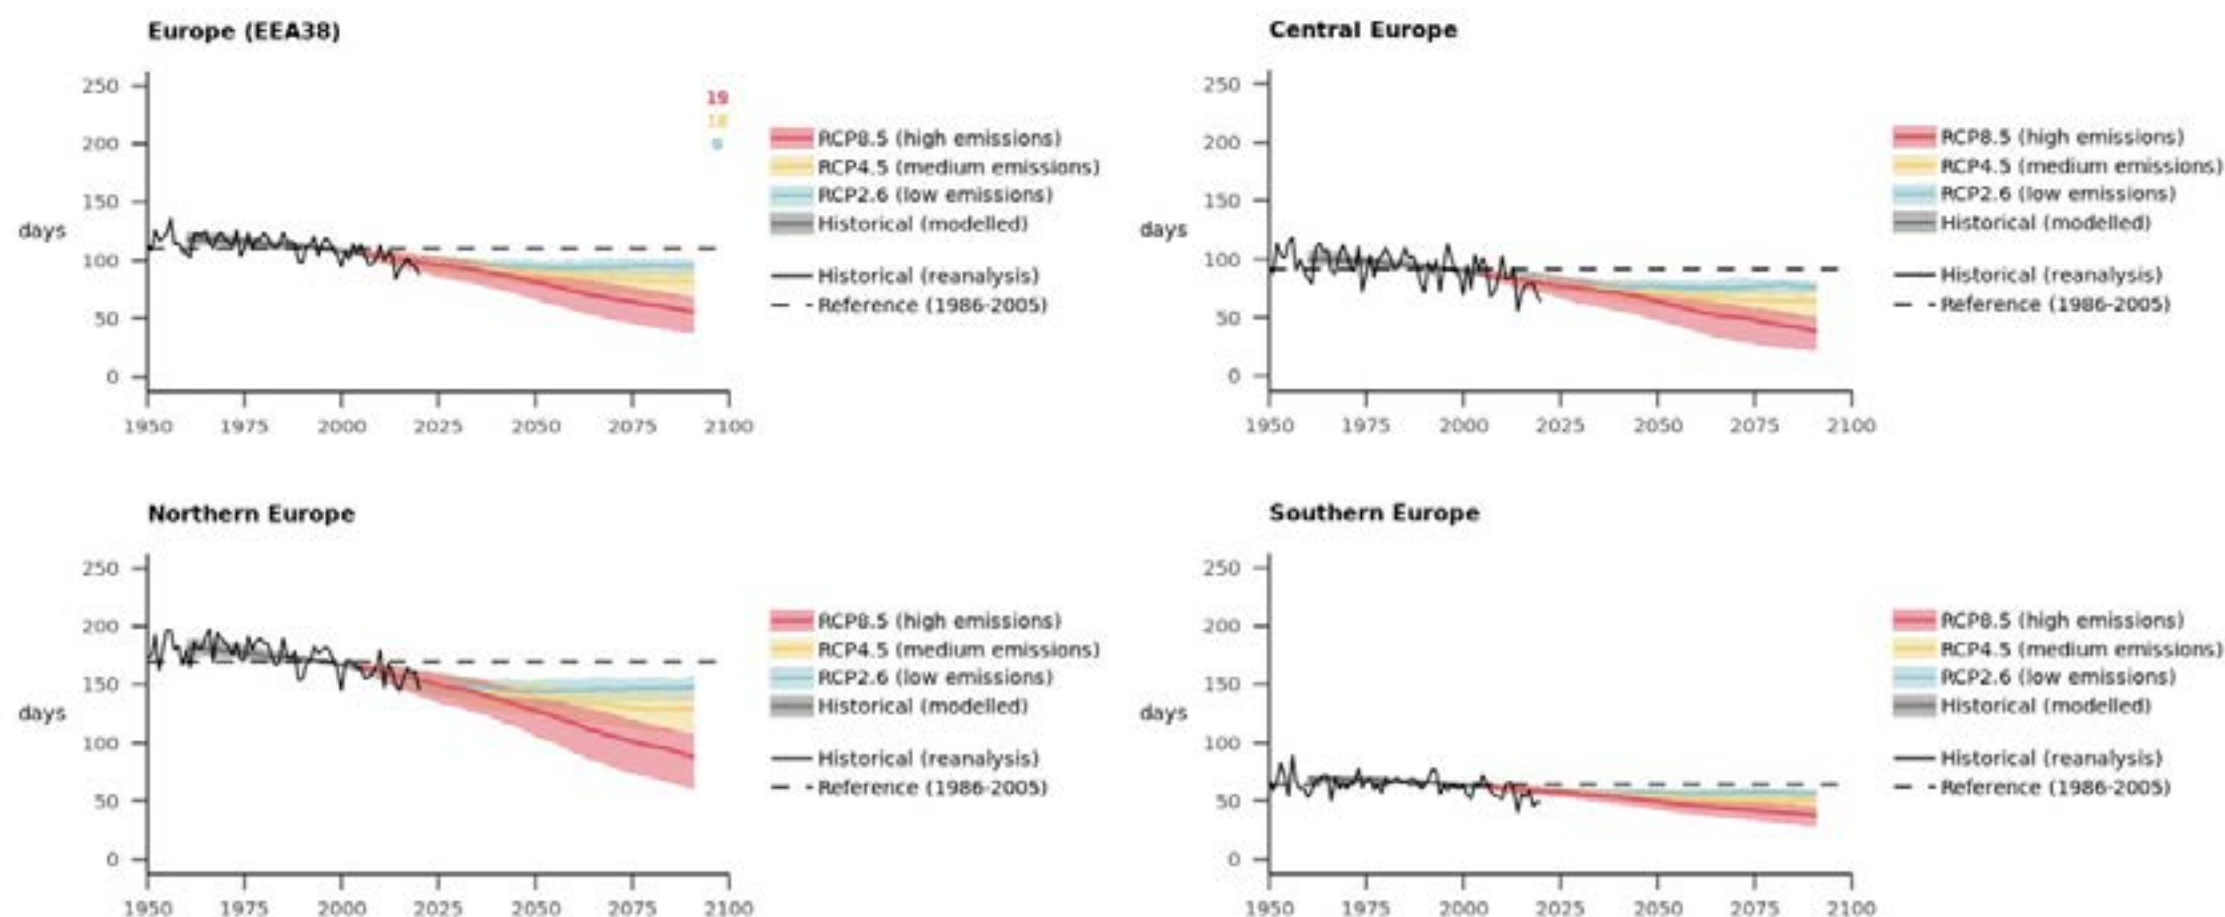 Europe (EEA38)
250
200
150
100
50
0
days
19
18
9
1950 1975 2000 2025 2050 2075 2100
RCP8.5 (high emissions)
RCP4.5 (medium emissions)
RCP2.6 (low emissions)
Historical (modelled)
Historical (reanalysis)
Reference (1986-2005)
Central Europe
250
200
150
100
50
0
days
1950 1975 2000 2025 2050 2075 2100
RCP8.5 (high emissions)
RCP4.5 (medium emissions)
RCP2.6 (low emissions)
Historical (modelled)
Historical (reanalysis)
Reference (1986-2005)
Northern Europe
250
200
150
100
50
0
days
1950 1975 2000 2025 2050 2075 2100
RCP8.5 (high emissions)
RCP4.5 (medium emissions)
RCP2.6 (low emissions)
Historical (modelled)
Historical (reanalysis)
Reference (1986-2005)
Southern Europe
250
200
150
100
50
0
days
1950 1975 2000 2025 2050 2075 2100
RCP8.5 (high emissions)
RCP4.5 (medium emissions)
RCP2.6 (low emissions)
Historical (modelled)
Historical (reanalysis)
Reference (1986-2005)